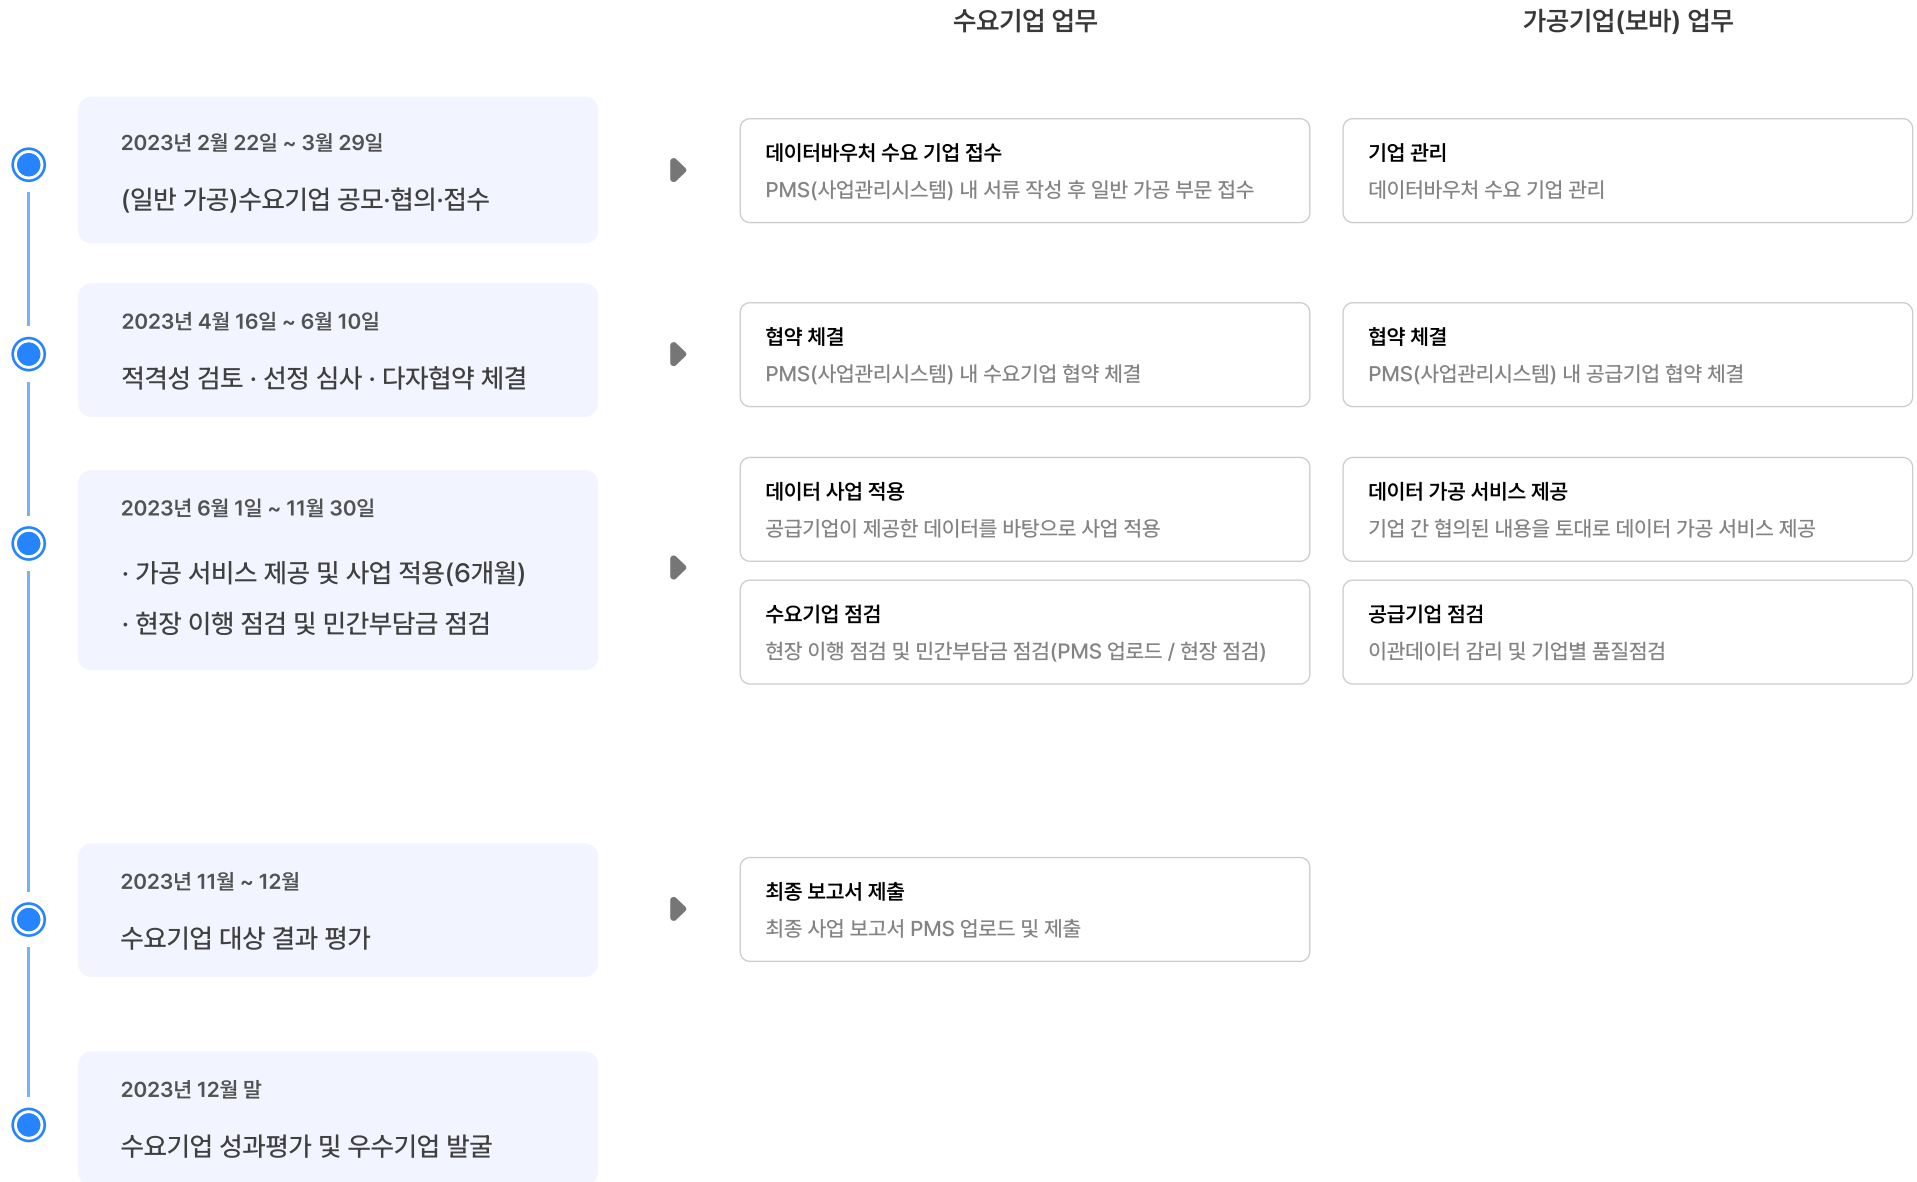 수요기업 업무
가공기업(보바) 업무
2023년 2월 22일 ~ 3월 29일
(일반 가공)수요기업 공모·협의·접수
데이터바우처 수요 기업 접수
PMS(사업관리시스템) 내 서류 작성 후 일반 가공 부문 접수
기업 관리
데이터바우처 수요 기업 관리
2023년 4월 16일 ~ 6월 10일
적격성 검토 · 선정 심사 · 다자협약 체결
협약 체결
PMS(사업관리시스템) 내 수요기업 협약 체결
협약 체결
PMS(사업관리시스템) 내 공급기업 협약 체결
2023년 6월 1일 ~ 11월 30일
· 가공 서비스 제공 및 사업 적용(6개월)
· 현장 이행 점검 및 민간부담금 점검
데이터 사업 적용
공급기업이 제공한 데이터를 바탕으로 사업 적용
데이터 가공 서비스 제공
기업 간 협의된 내용을 토대로 데이터 가공 서비스 제공
수요기업 점검
현장 이행 점검 및 민간부담금 점검(PMS 업로드 / 현장 점검)
공급기업 점검
이관데이터 감리 및 기업별 품질점검
2023년 11월 ~ 12월
수요기업 대상 결과 평가
최종 보고서 제출
최종 사업 보고서 PMS 업로드 및 제출
2023년 12월 말
수요기업 성과평가 및 우수기업 발굴